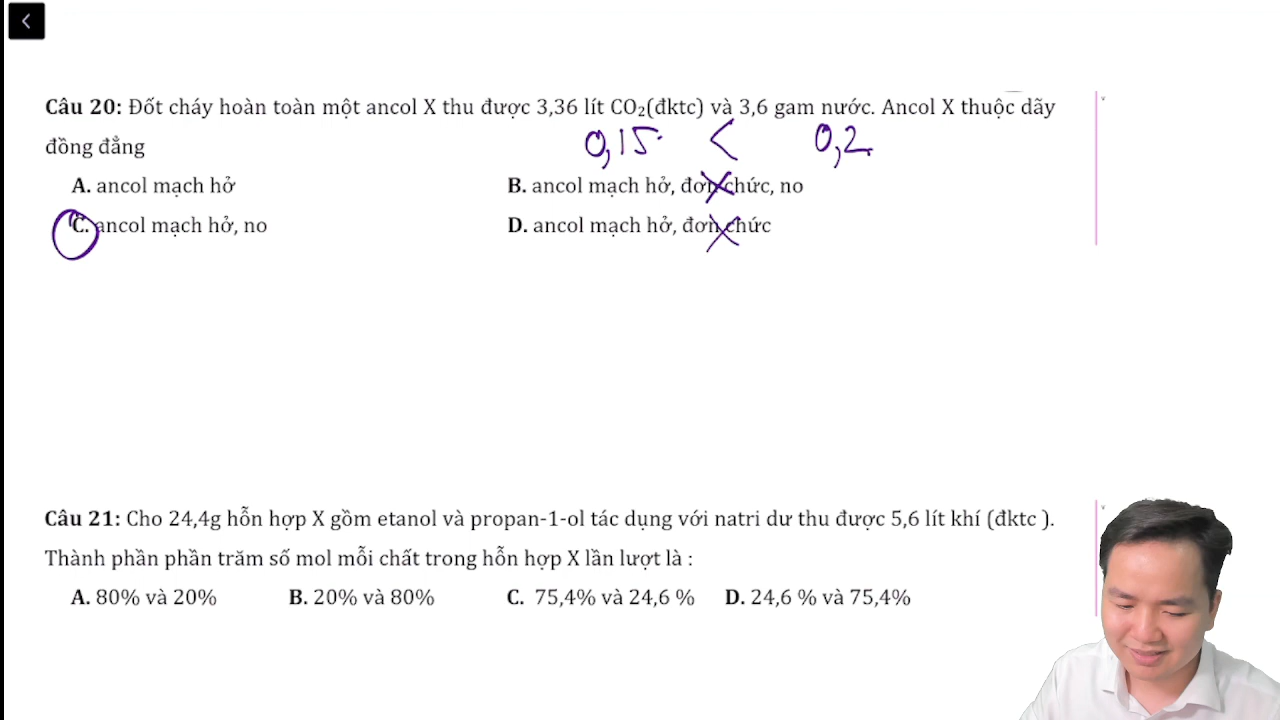 Câu 20: Đốt cháy hoàn toàn một ancol X thu được 3,36 lít CO₂(đktc) và 3,6 gam nước. Ancol X thuộc dãy
đồng đẳng
0,15 < 0,2
A. ancol mạch hở
B. ancol mạch hở, đơn chức, no
C. ancol mạch hở, no
D. ancol mạch hở, đơn chức
Câu 21: Cho 24,4g hỗn hợp X gồm etanol và propan-1-ol tác dụng với natri dư thu được 5,6 lít khí (đktc ).
Thành phần phần trăm số mol mỗi chất trong hỗn hợp X lần lượt là :
A. 80% và 20% B. 20% và 80% C. 75,4% và 24,6 % D. 24,6 % và 75,4%